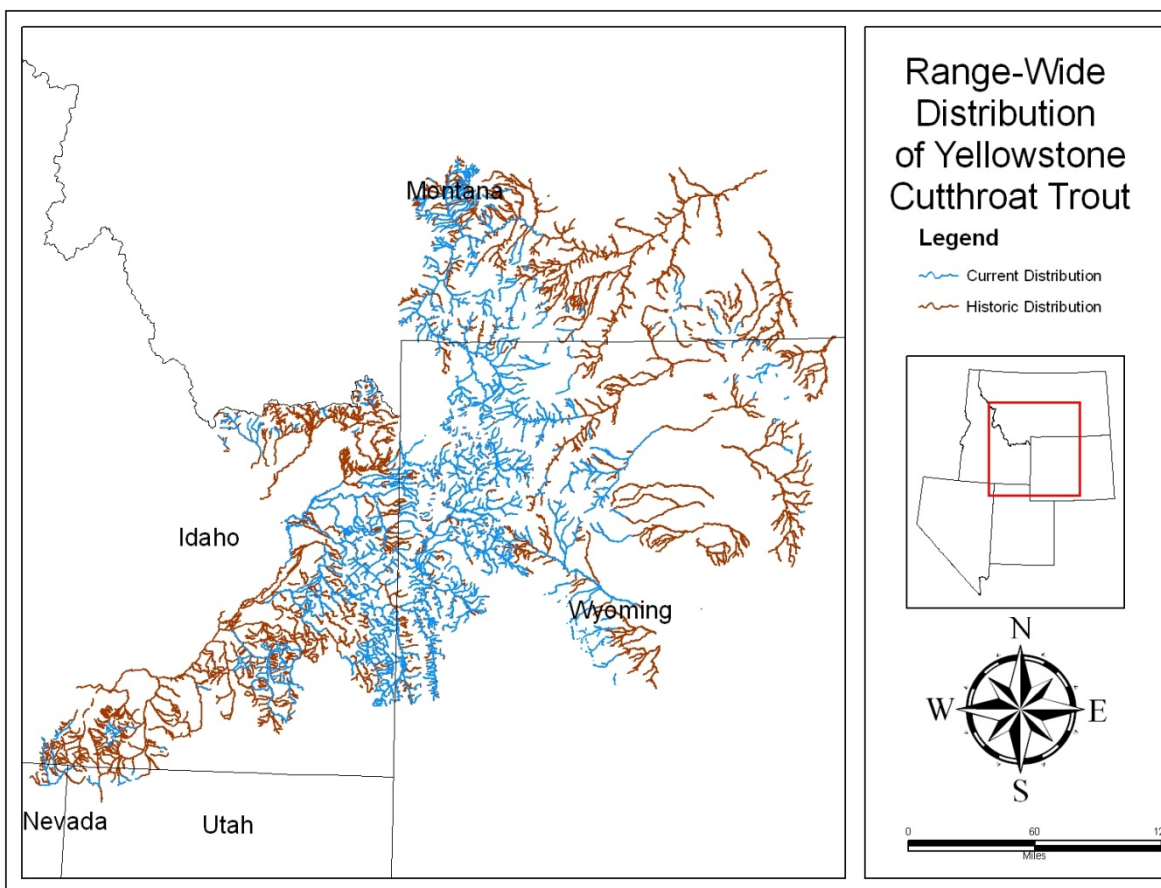 Range-Wide
Distribution
of Yellowstone
Cutthroat Trout
Legend
Current Distribution
Historic Distribution
Montana
Idaho
Wyoming
Nevada
Utah
N
W
E
S
0
60
Miles